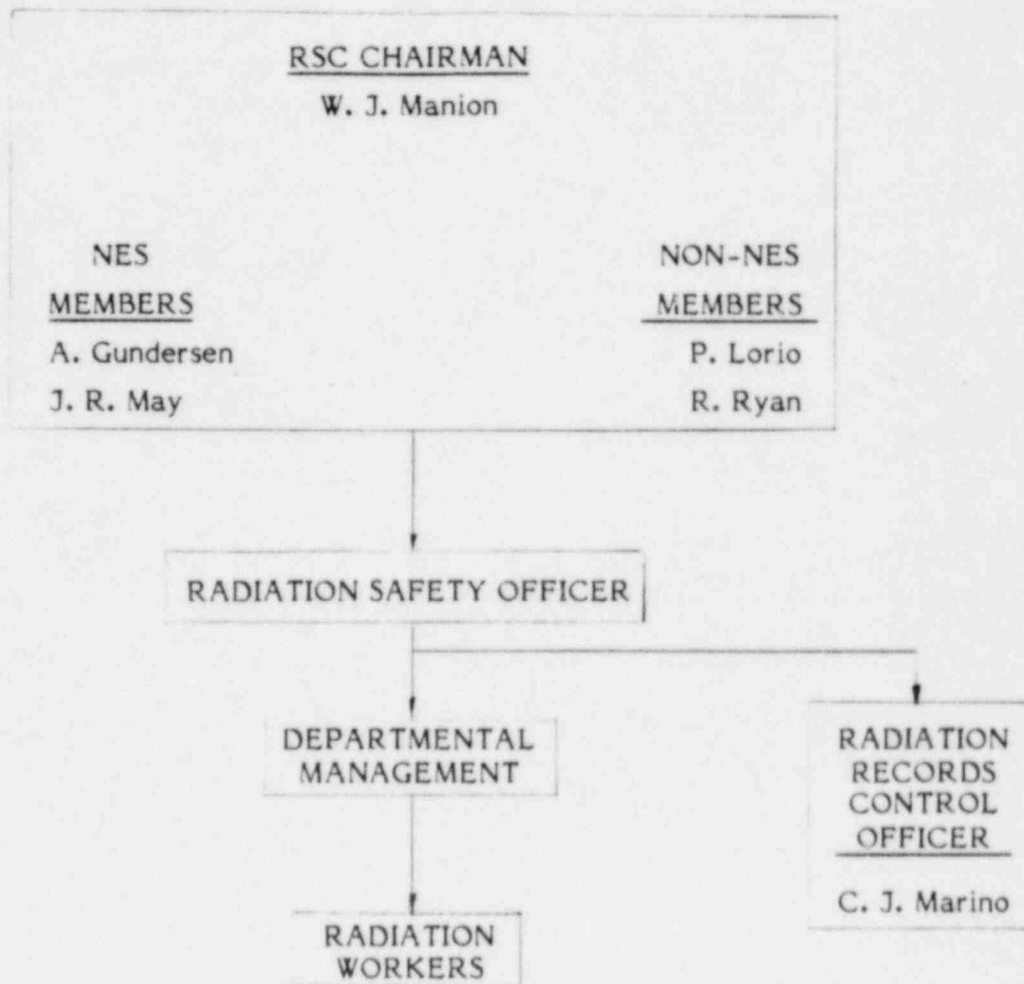 RSC CHAIRMAN
W. J. Manion
NES
MEMBERS
A. Gundersen
J. R. May
NON-NES
MEMBERS
P. Lorio
R. Ryan
RADIATION SAFETY OFFICER
DEPARTMENTAL
MANAGEMENT
RADIATION
RECORDS
CONTROL
OFFICER
C. J. Marino
RADIATION
WORKERS